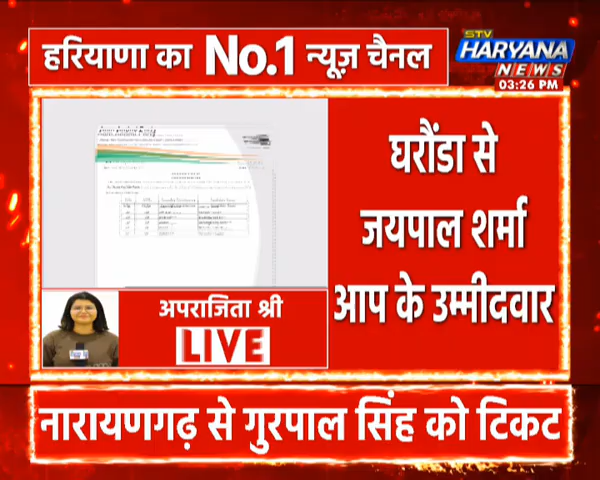 हरियाणा का No.1 न्यूज़ चैनल
STV
HARYANA
NEWS
03:26 PM
घरौंडा से
जयपाल शर्मा
आप के उम्मीदवार
अपराजिता श्री
LIVE
नारायणगढ़ से गुरपाल सिंह को टिकट